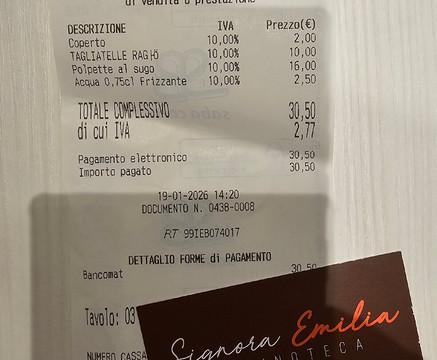 di vendita o prestazione
DESCRIZIONE IVA Prezzo(€)
Coperto 10,00% 2,00
TAGLIATELLE RAGÙ 10,00% 10,00
Polpette al sugo 10,00% 16,00
Acqua 0,75cl Frizzante 10,00% 2,50
TOTALE COMPLESSIVO 30,50
di cui IVA 2,77
Pagamento elettronico 30,50
Importo pagato 30,50
19-01-2026 14:20
DOCUMENTO N. 0438-0008
RT 99IEB074017
DETTAGLIO FORME di PAGAMENTO
Bancomat 30,50
Tavolo: 03
NUMERO CASSA
Signora Emilia
NOTECA